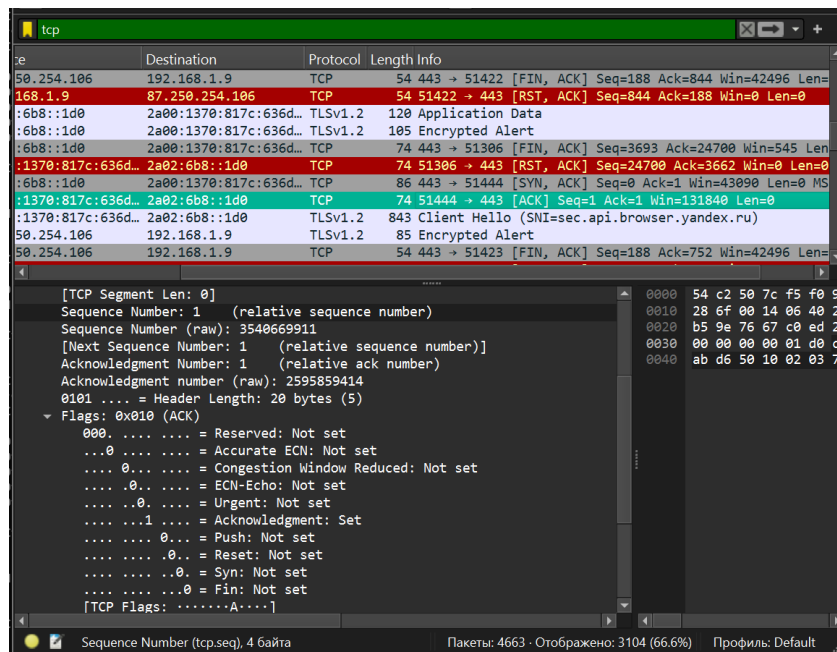 tcp
ce Destination Protocol Length Info
50.254.106 192.168.1.9 TCP 54 443 → 51422 [FIN, ACK] Seq=188 Ack=844 Win=42496 Len=
168.1.9 87.250.254.106 TCP 54 51422 → 443 [RST, ACK] Seq=844 Ack=188 Win=0 Len=0
:6b8::1d0 2a00:1370:817c:636d… TLSv1.2 120 Application Data
:6b8::1d0 2a00:1370:817c:636d… TLSv1.2 105 Encrypted Alert
:6b8::1d0 2a00:1370:817c:636d… TCP 74 443 → 51306 [FIN, ACK] Seq=3693 Ack=24700 Win=545 Len
:1370:817c:636d… 2a02:6b8::1d0 TCP 74 51306 → 443 [RST, ACK] Seq=24700 Ack=3662 Win=0 Len=0
:6b8::1d0 2a00:1370:817c:636d… TCP 86 443 → 51444 [SYN, ACK] Seq=0 Ack=1 Win=43090 Len=0 MS
:1370:817c:636d… 2a02:6b8::1d0 TCP 74 51444 → 443 [ACK] Seq=1 Ack=1 Win=131840 Len=0
:1370:817c:636d… 2a02:6b8::1d0 TLSv1.2 843 Client Hello (SNI=sec.api.browser.yandex.ru)
50.254.106 192.168.1.9 TLSv1.2 85 Encrypted Alert
50.254.106 192.168.1.9 TCP 54 443 → 51423 [FIN, ACK] Seq=188 Ack=752 Win=42496 Len=
[TCP Segment Len: 0]
Sequence Number: 1 (relative sequence number)
Sequence Number (raw): 3540669911
[Next Sequence Number: 1 (relative sequence number)]
Acknowledgment Number: 1 (relative ack number)
Acknowledgment number (raw): 2595859414
0101 .... = Header Length: 20 bytes (5)
Flags: 0x010 (ACK)
000. .... .... = Reserved: Not set
...0 .... .... = Accurate ECN: Not set
.... 0... .... = Congestion Window Reduced: Not set
.... .0.. .... = ECN-Echo: Not set
.... ..0. .... = Urgent: Not set
.... ...1 .... = Acknowledgment: Set
.... .... 0... = Push: Not set
.... .... .0.. = Reset: Not set
.... .... ..0. = Syn: Not set
.... .... ...0 = Fin: Not set
[TCP Flags: ·······A····]
0000 54 c2 50 7c f5 f0 9
0010 28 6f 00 14 06 40 2
0020 b5 9e 76 67 c0 ed 2
0030 00 00 00 00 01 d0 c
0040 ab d6 50 10 02 03 7
Sequence Number (tcp.seq), 4 байта Пакеты: 4663 · Отображено: 3104 (66.6%) Профиль: Default